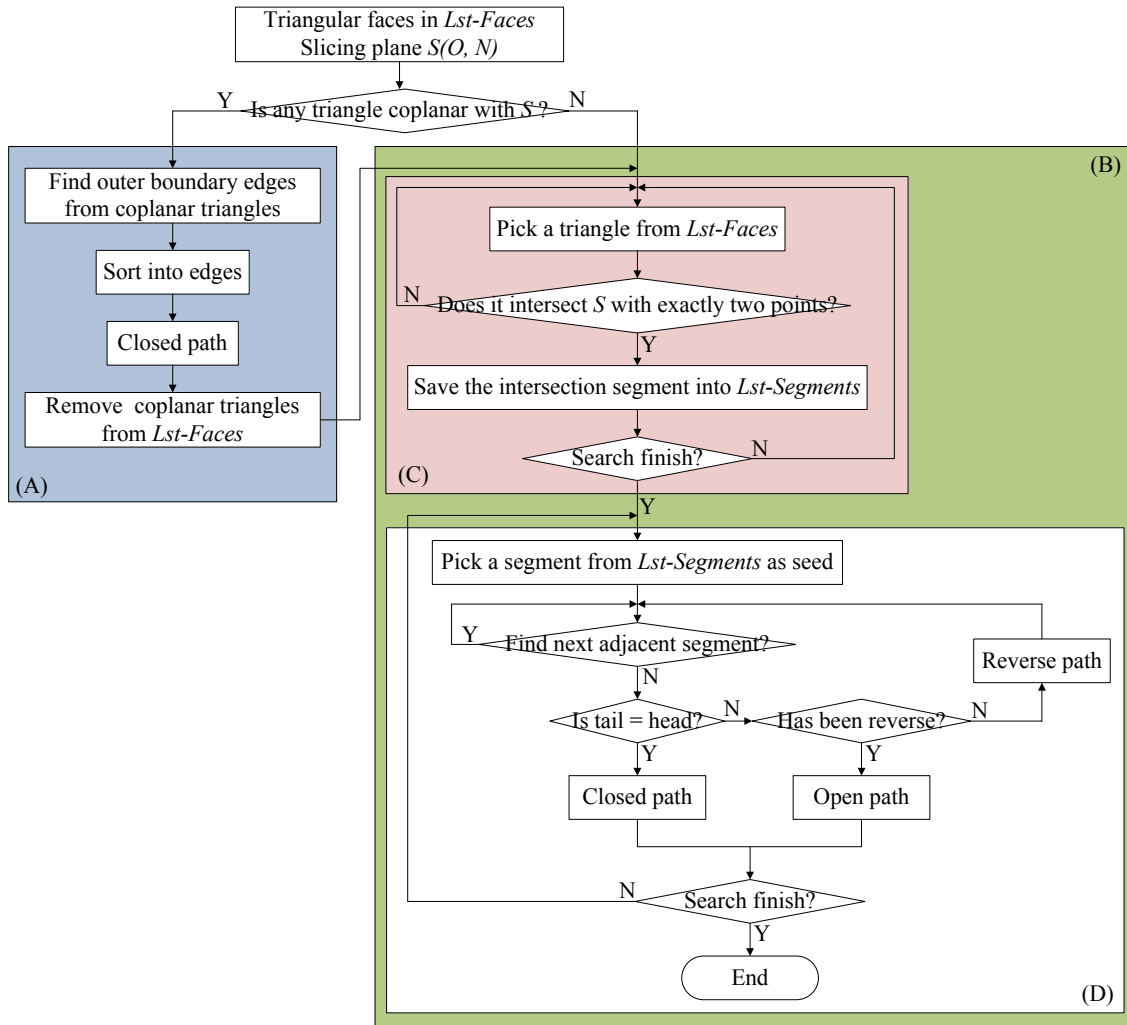 Triangular faces in Lst-Faces
Slicing plane S(O, N)
Y
Is any triangle coplanar with S ?
N
Find outer boundary edges
from coplanar triangles
Sort into edges
Closed path
Remove coplanar triangles
from Lst-Faces
(A)
(B)
Pick a triangle from Lst-Faces
N
Does it intersect S with exactly two points?
Y
Save the intersection segment into Lst-Segments
Search finish?
N
(C)
Y
Pick a segment from Lst-Segments as seed
Y
Find next adjacent segment?
Reverse path
N
Is tail = head?
N
Has been reverse?
N
Y
Y
Closed path
Open path
N
Search finish?
Y
End
(D)